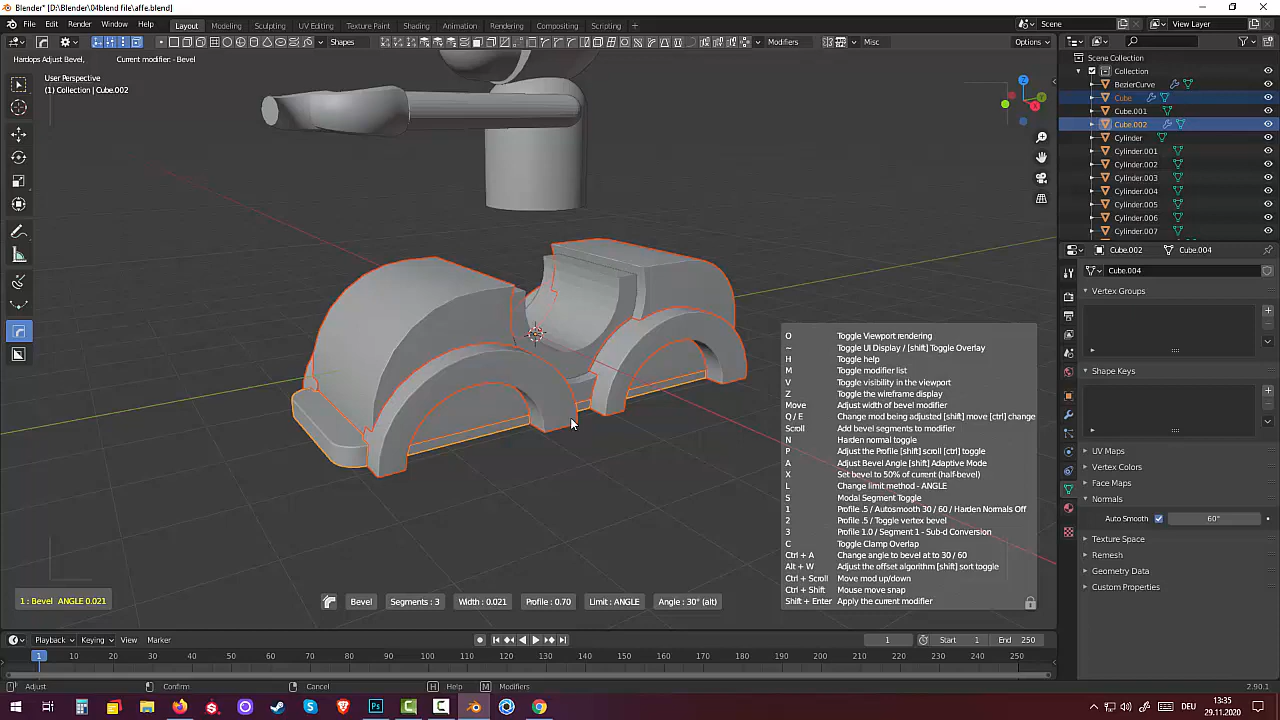 Blender* [D:\Blender\04blend file\affe.blend]
File Edit Render Window Help Layout Modeling Sculpting UV Editing Texture Paint Shading Animation Rendering Compositing Scripting + Scene View Layer
Shapes Modifiers Misc Options
Hardops Adjust Bevel, Current modifier: - Bevel
User Perspective
(1) Collection | Cube.002
Scene Collection
Collection
BezierCurve
Cube
Cube.001
Cube.002
Cylinder
Cylinder.001
Cylinder.002
Cylinder.003
Cylinder.004
Cylinder.005
Cylinder.006
Cylinder.007
Cube.002 Cube.004
Cube.004
Vertex Groups
Shape Keys
UV Maps
Vertex Colors
Face Maps
Normals
Auto Smooth 60°
Texture Space
Remesh
Geometry Data
Custom Properties
Z
Y
X
O Toggle Viewport rendering
~ Toggle UI Display / [shift] Toggle Overlay
H Toggle help
M Toggle modifier list
V Toggle visibility in the viewport
Z Toggle the wireframe display
Move Adjust width of bevel modifier
Q / E Change mod being adjusted [shift] move [ctrl] change
Scroll Add bevel segments to modifier
N Harden normal toggle
P Adjust the Profile [shift] scroll [ctrl] toggle
A Adjust Bevel Angle [shift] Adaptive Mode
X Set bevel to 50% of current (half-bevel)
L Change limit method - ANGLE
S Modal Segment Toggle
1 Profile .5 / Autosmooth 30 / 60 / Harden Normals Off
2 Profile .5 / Toggle vertex bevel
3 Profile 1.0 / Segment 1 - Sub-d Conversion
C Toggle Clamp Overlap
Ctrl + A Change angle to bevel at to 30 / 60
Alt + W Adjust the offset algorithm [shift] sort toggle
Ctrl + Scroll Move mod up/down
Ctrl + Shift Mouse move snap
Shift + Enter Apply the current modifier
1 : Bevel ANGLE 0.021
Bevel Segments : 3 Width : 0.021 Profile : 0.70 Limit : ANGLE Angle : 30° (alt)
Playback Keying View Marker 1 Start 1 End 250
1 10 20 30 40 50 60 70 80 90 100 110 120 130 140 150 160 170 180 190 200 210 220 230 240 250
Adjust Confirm Cancel H Help M Modifiers 2.90.1
Ps DEU 13:35
29.11.2020